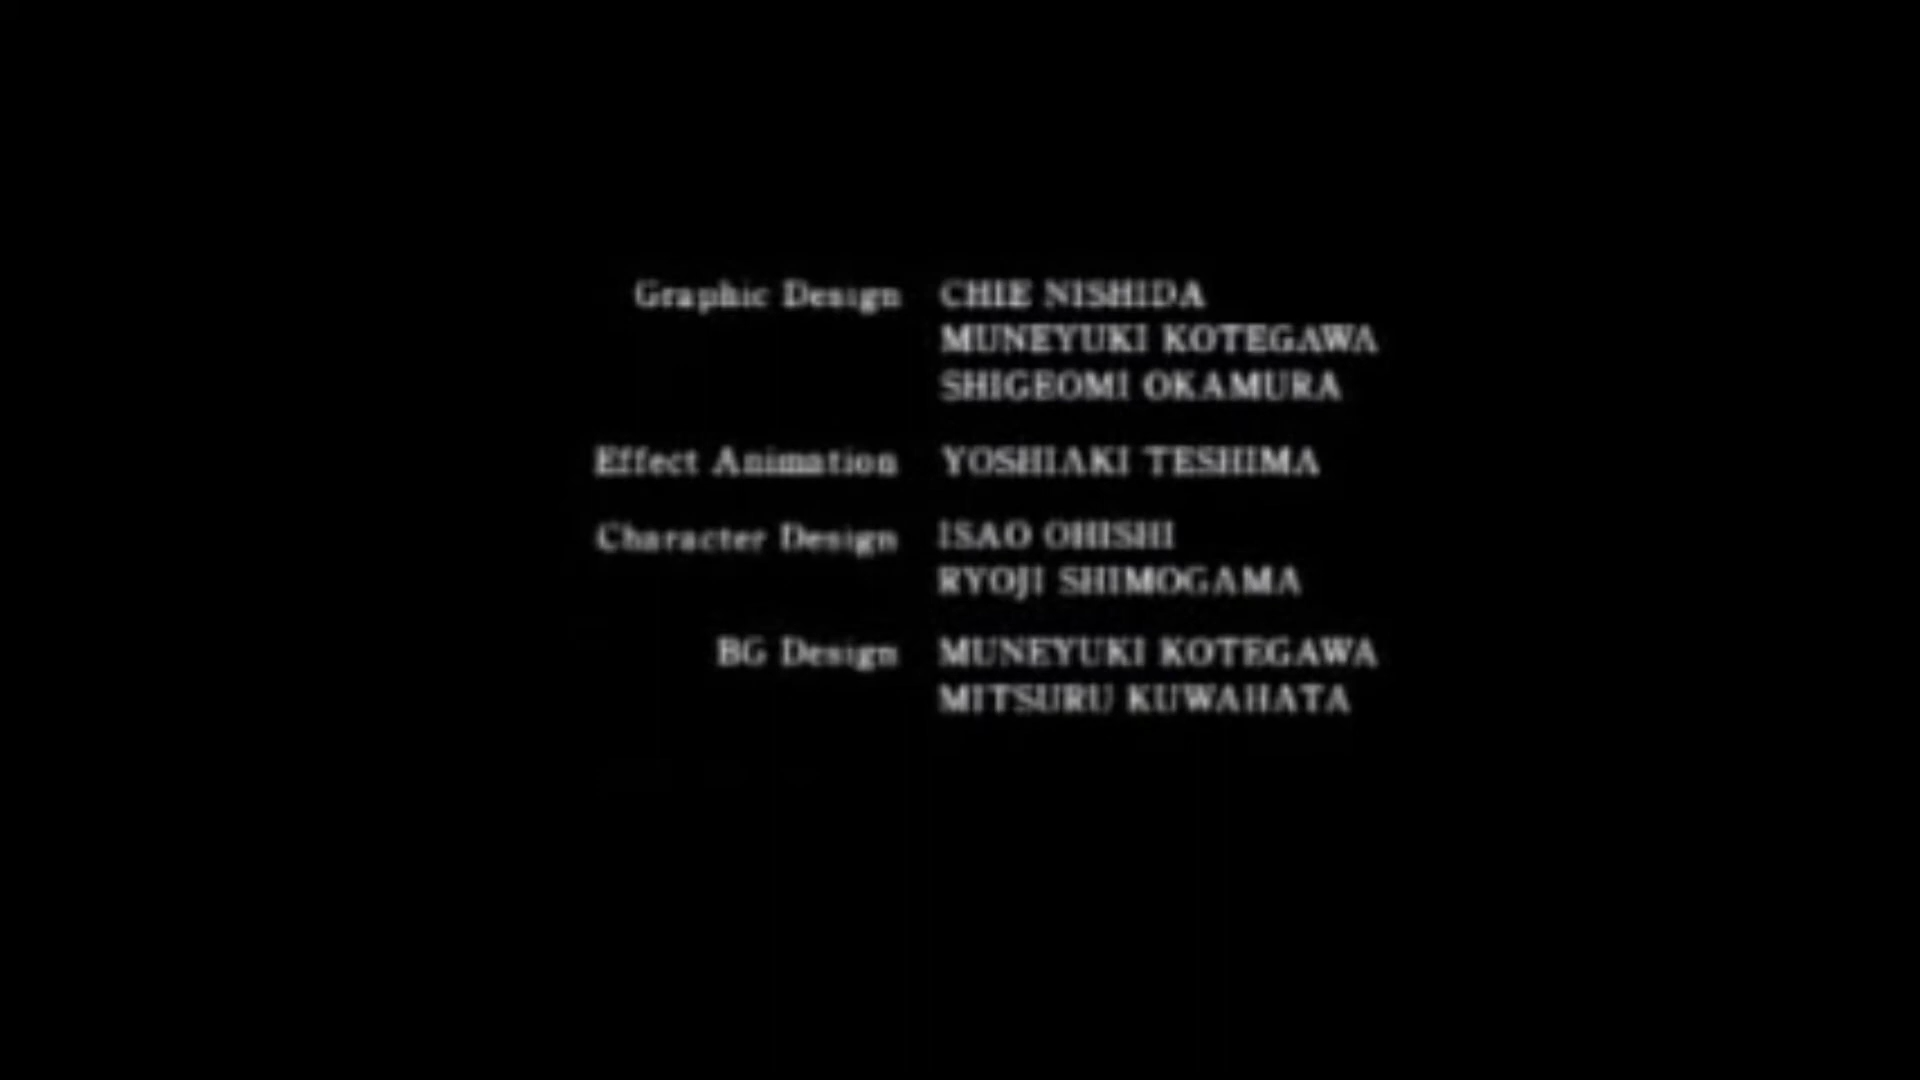 Graphic Design CHIE NISHIDA
MUNEYUKI KOTEGAWA
SHIGEOMI OKAMURA
Effect Animation YOSHIAKI TESHIMA
Character Design ISAO OHISHI
RYOJI SHIMOGAMA
BG Design MUNEYUKI KOTEGAWA
MITSURU KUWAHATA